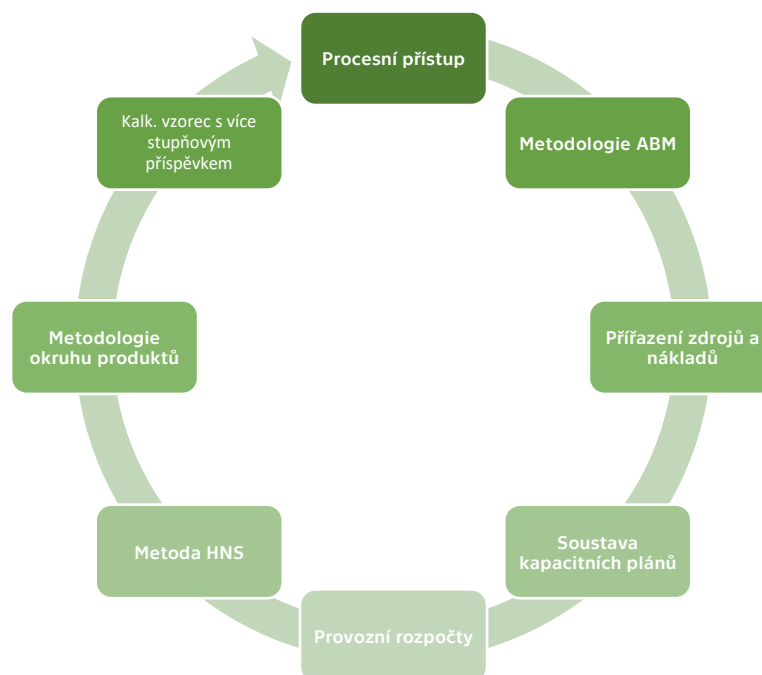 Procesní přístup
Metodologie ABM
Přířazení zdrojů a
nákladů
Soustava
kapacitních plánů
Provozní rozpočty
Metoda HNS
Metodologie
okruhu produktů
Kalk. vzorec s více
stupňovým
příspěvkem